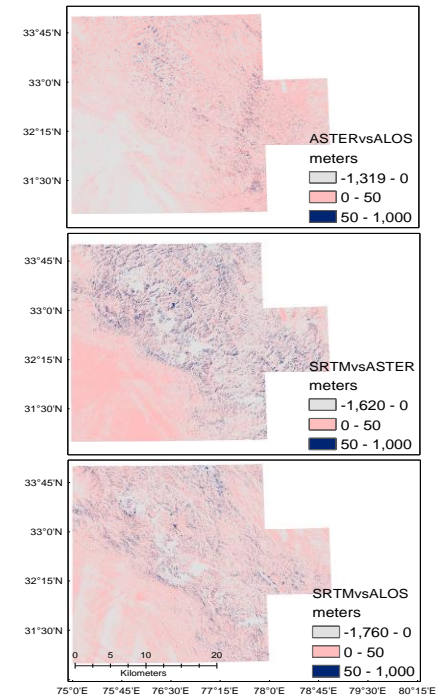 33°45'N
33°0'N
32°15'N
31°30'N
ASTERvsALOS
meters
-1,319 - 0
0 - 50
50 - 1,000
33°45'N
33°0'N
32°15'N
31°30'N
SRTMvsASTER
meters
-1,620 - 0
0 - 50
50 - 1,000
33°45'N
33°0'N
32°15'N
31°30'N
SRTMvsALOS
meters
-1,760 - 0
0 - 50
50 - 1,000
0 5 10 20
Kilometers
75°0'E 75°45'E 76°30'E 77°15'E 78°0'E 78°45'E 79°30'E 80°15'E